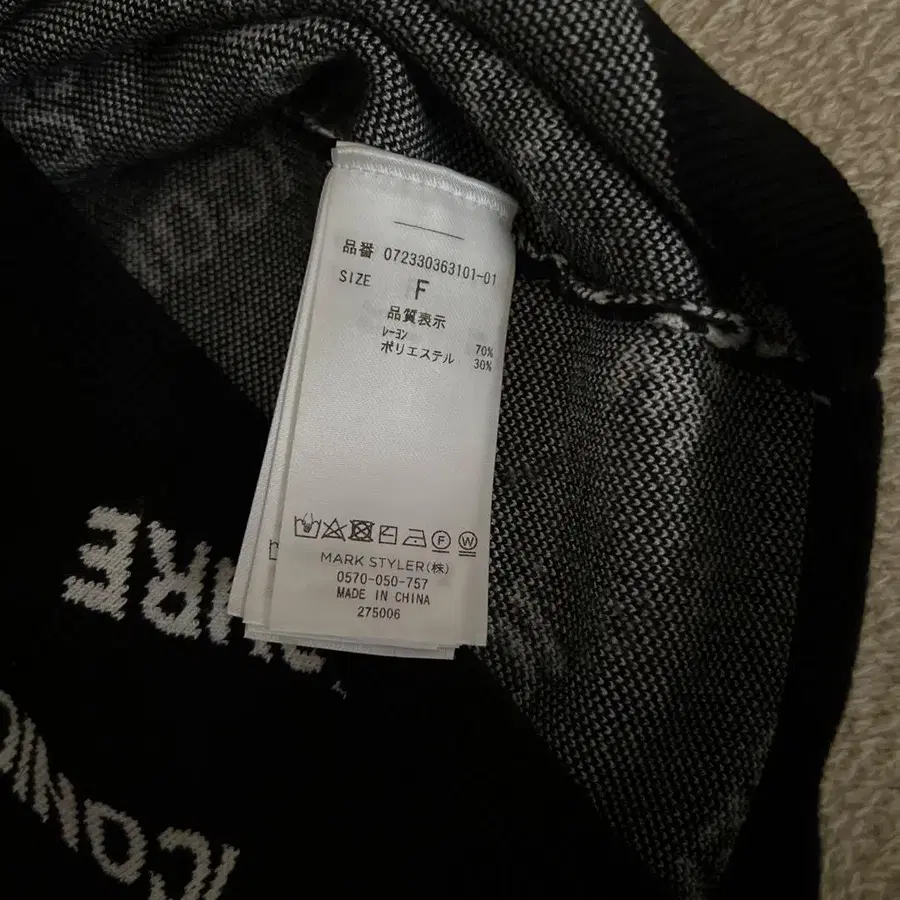 品番 072330363101-01
SIZE F
品質表示
レーヨン 70%
ポリエステル 30%
MARK STYLER(株)
0570-050-757
MADE IN CHINA
275006
ICONIC